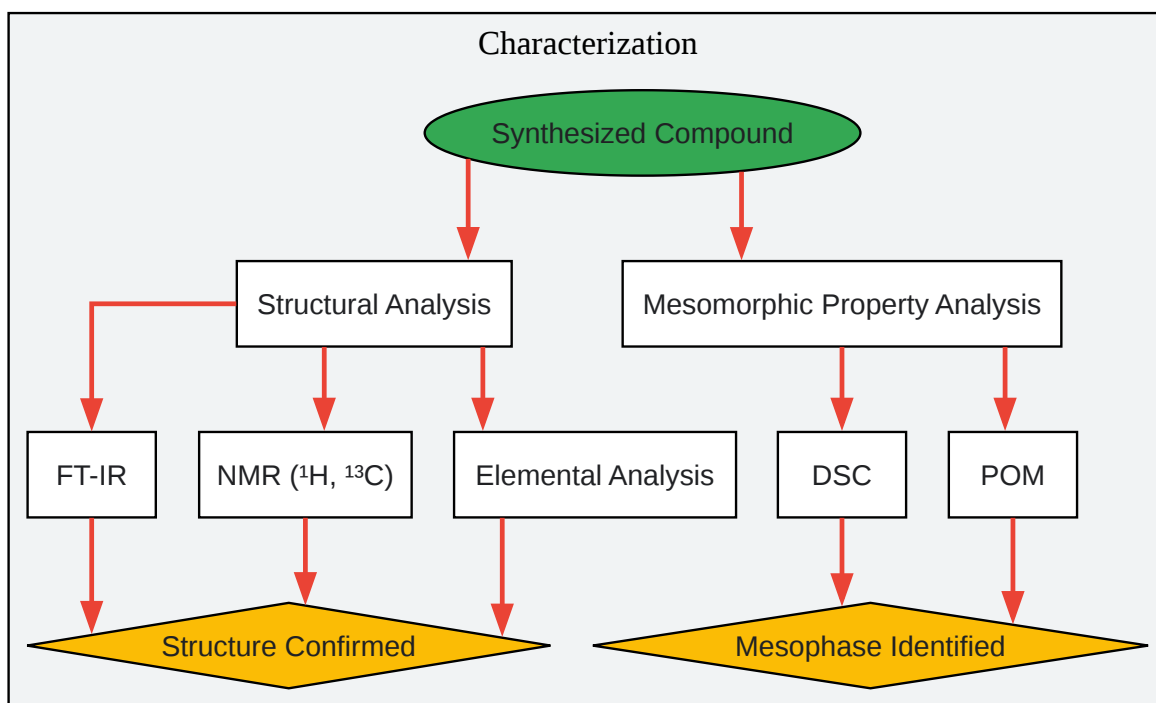 Characterization
Synthesized Compound
Structural Analysis
Mesomorphic Property Analysis
FT-IR
NMR (¹H, ¹³C)
Elemental Analysis
DSC
POM
Structure Confirmed
Mesophase Identified